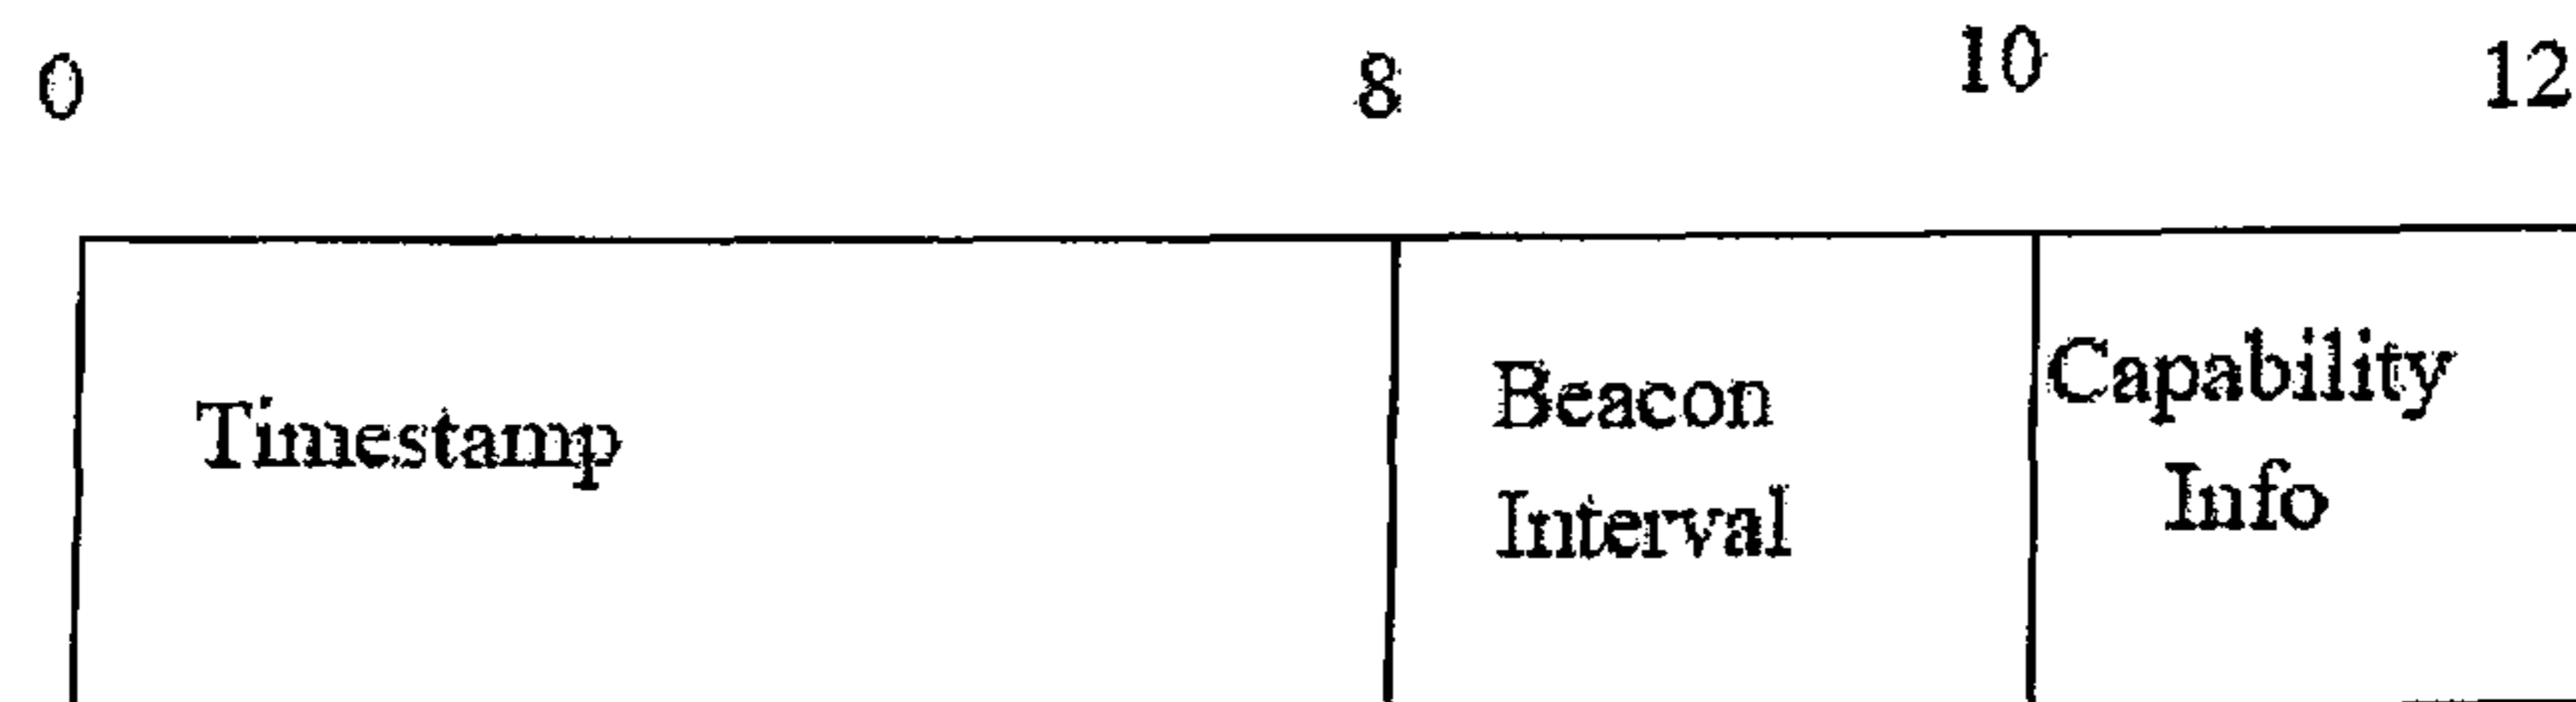 0 8 10 12
Timestamp
Beacon
Interval
Capability
Info